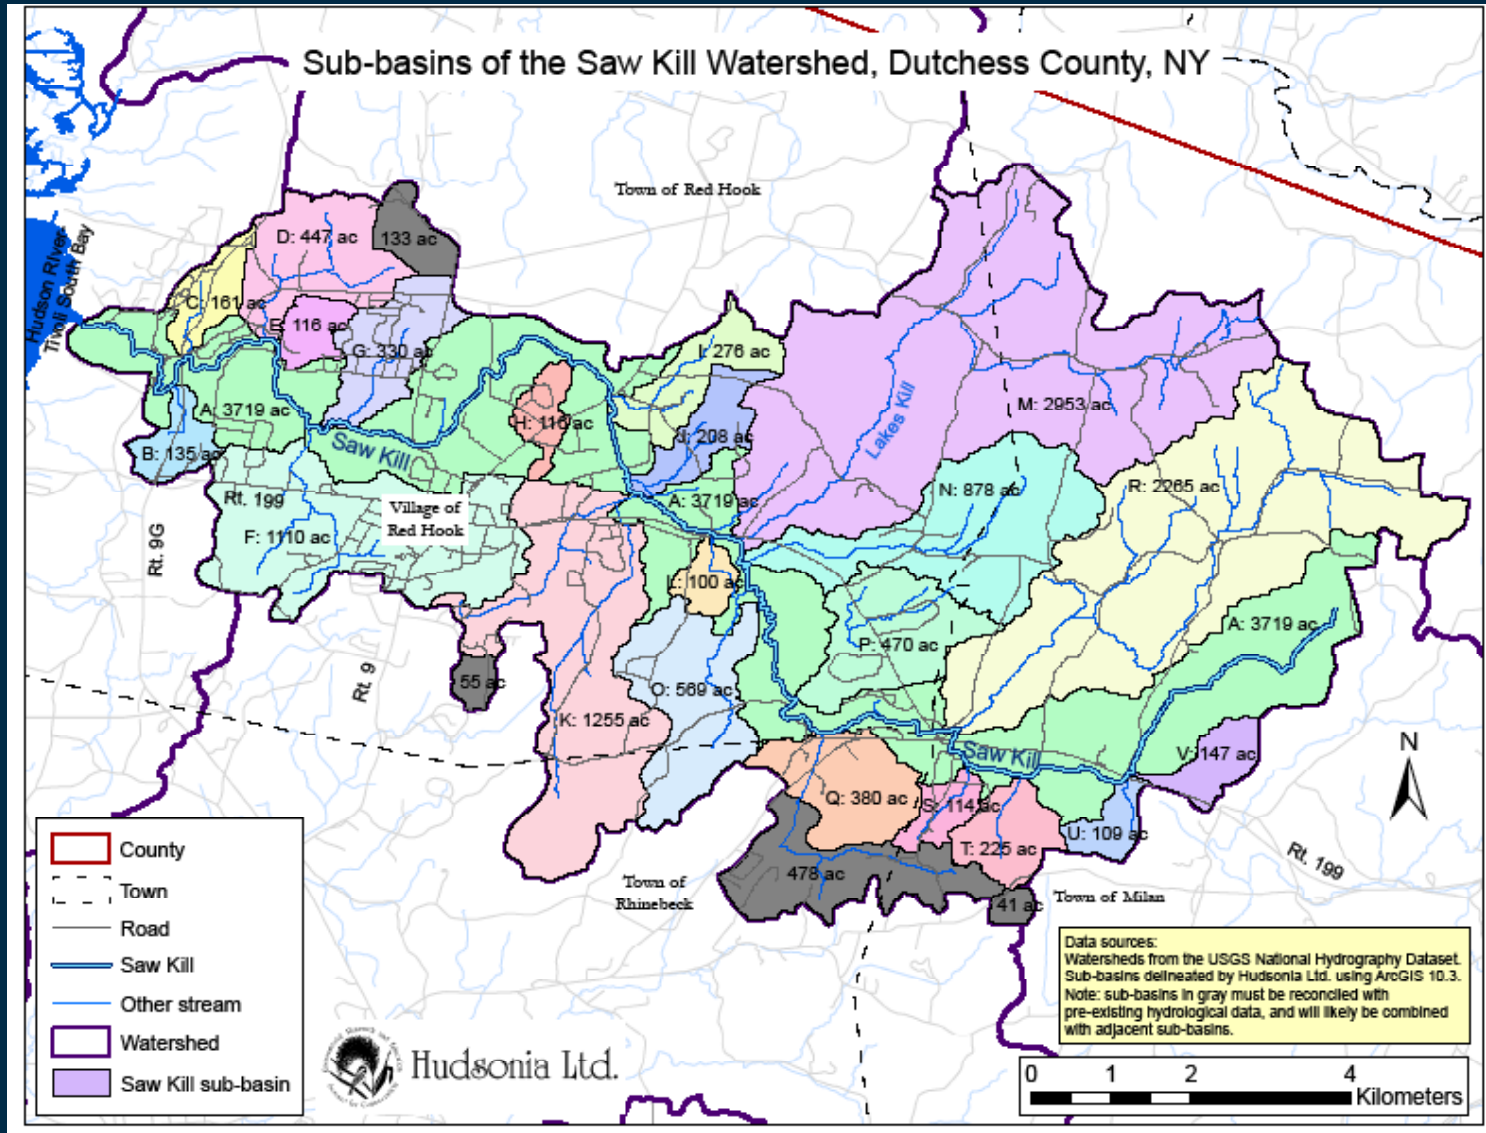 Sub-basins of the Saw Kill Watershed, Dutchess County, NY
Town of Red Hook
D: 447 ac
133 ac
Hudson River-
Tivoli South Bay
C: 161 ac
E: 116 ac
G: 330 ac
I: 276 ac
A: 3719 ac
H: 116 ac
J: 208 ac
M: 2953 ac
Lakes Kill
Saw Kill
B: 135 ac
Rt. 199
Village of
Red Hook
A: 3719 ac
N: 878 ac
R: 2265 ac
F: 1110 ac
Rt. 9G
L: 100 ac
A: 3719 ac
P: 470 ac
Rt. 9
55 ac
O: 569 ac
K: 1255 ac
Saw Kill
V: 147 ac
N
Q: 380 ac
S: 114 ac
U: 109 ac
T: 225 ac
478 ac
Rt. 199
Town of
Rhinebeck
41 ac
Town of Milan
County
Town
Road
Saw Kill
Other stream
Watershed
Saw Kill sub-basin
Hudsonia Ltd.
Data sources:
Watersheds from the USGS National Hydrography Dataset.
Sub-basins delineated by Hudsonia Ltd. using ArcGIS 10.3.
Note: sub-basins in gray must be reconciled with
pre-existing hydrological data, and will likely be combined
with adjacent sub-basins.
0 1 2 4
Kilometers